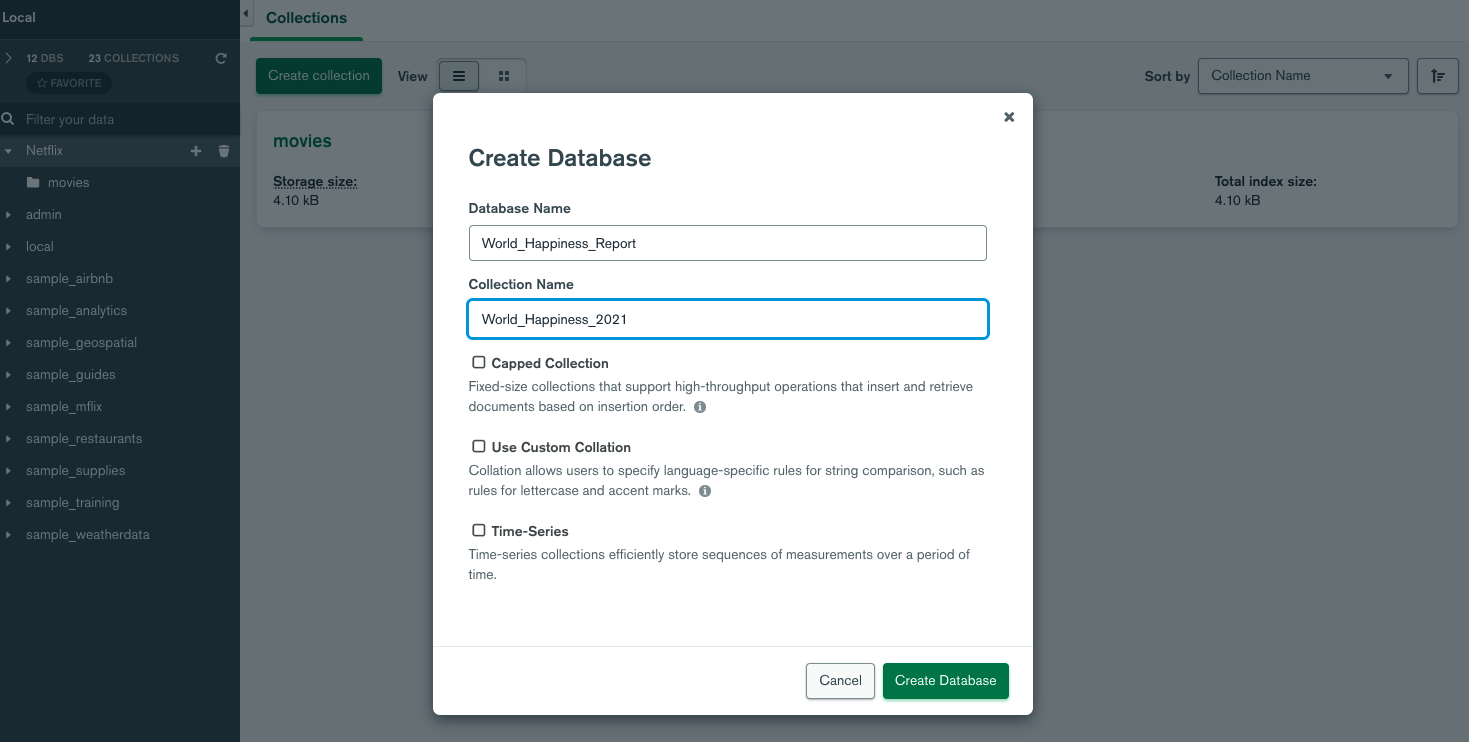 Local
12 DBS 23 COLLECTIONS
FAVORITE
Filter your data
Netflix
movies
admin
local
sample_airbnb
sample_analytics
sample_geospatial
sample_guides
sample_mflix
sample_restaurants
sample_supplies
sample_training
sample_weatherdata
Collections
Create collection View
Sort by Collection Name
movies
Storage size:
4.10 kB
Total index size:
4.10 kB
Create Database
Database Name
World_Happiness_Report
Collection Name
World_Happiness_2021
Capped Collection
Fixed-size collections that support high-throughput operations that insert and retrieve
documents based on insertion order.
Use Custom Collation
Collation allows users to specify language-specific rules for string comparison, such as
rules for lettercase and accent marks.
Time-Series
Time-series collections efficiently store sequences of measurements over a period of
time.
Cancel Create Database